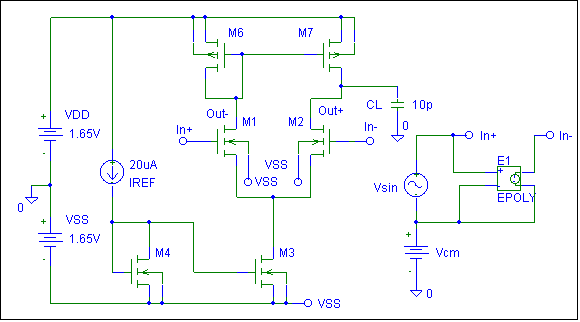 M6
M7
VDD
1.65V
20uA
IREF
Out-
M1
In+
M2
Out+
In-
CL
10p
0
VSS
VSS
In+
In-
E1
+
EPOLY
Vsin
+
-
0
+
-
VSS
1.65V
+
-
M4
M3
VSS
+
-
Vcm
0